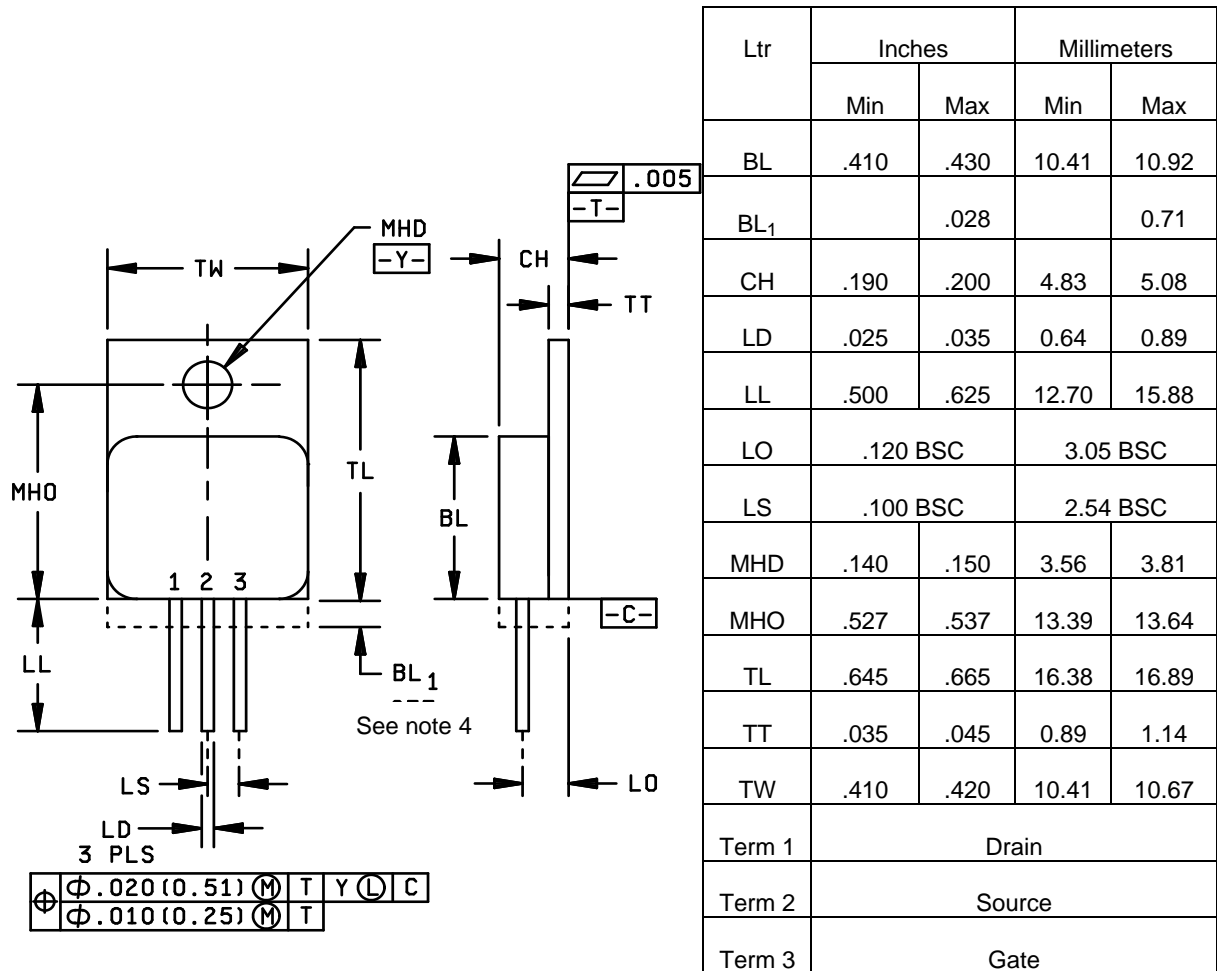 MHD
-Y-
TW
MHO
TL
1 2 3
LL
BL1
See note 4
LS
LD
3 PLS
⌖ ⌀.020(0.51) Ⓜ T Y Ⓛ C
⌀.010(0.25) Ⓜ T
⏥ .005
-T-
CH
TT
BL
-C-
LO
Ltr Inches Millimeters
Min Max Min Max
BL .410 .430 10.41 10.92
BL1 .028 0.71
CH .190 .200 4.83 5.08
LD .025 .035 0.64 0.89
LL .500 .625 12.70 15.88
LO .120 BSC 3.05 BSC
LS .100 BSC 2.54 BSC
MHD .140 .150 3.56 3.81
MHO .527 .537 13.39 13.64
TL .645 .665 16.38 16.89
TT .035 .045 0.89 1.14
TW .410 .420 10.41 10.67
Term 1 Drain
Term 2 Source
Term 3 Gate